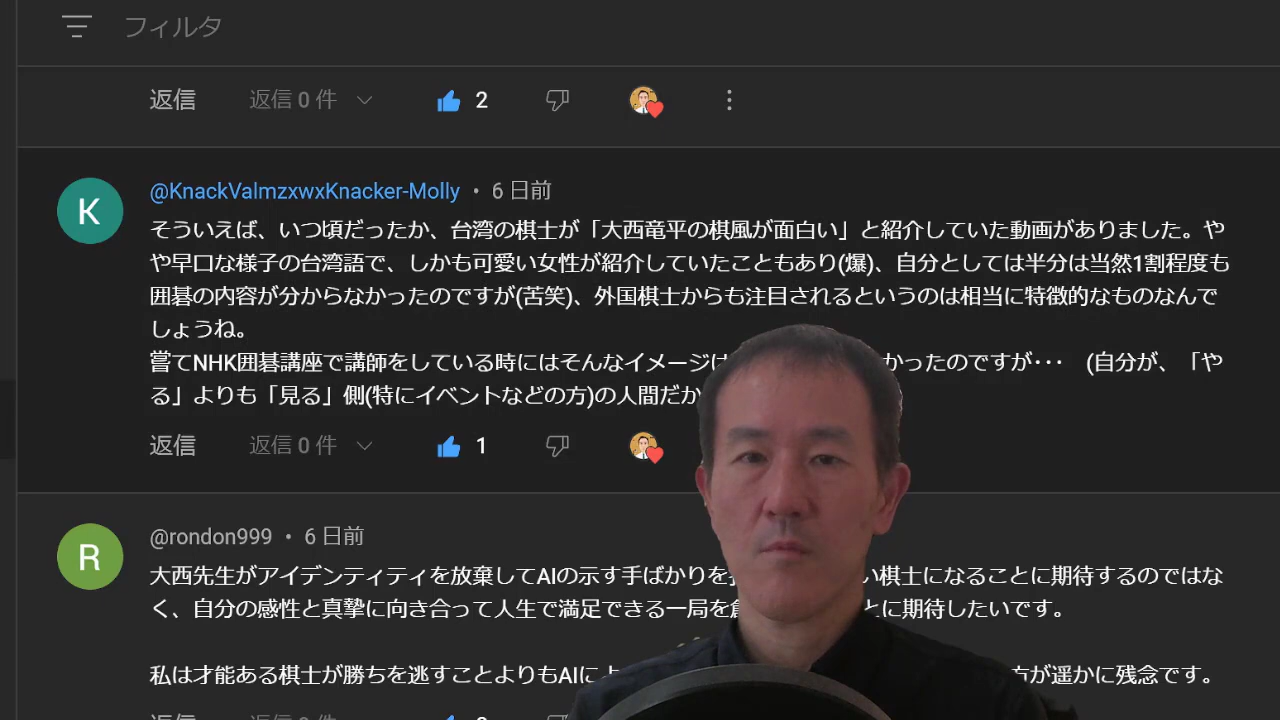 フィルタ
返信 返信 0 件 2
K
@KnackValmzxwxKnacker-Molly • 6 日前
そういえば、いつ頃だったか、台湾の棋士が「大西竜平の棋風が面白い」と紹介していた動画がありました。や
や早口な様子の台湾語で、しかも可愛い女性が紹介していたこともあり(爆)、自分としては半分は当然1割程度も
囲碁の内容が分からなかったのですが(苦笑)、外国棋士からも注目されるというのは相当に特徴的なものなんで
しょうね。
嘗てNHK囲碁講座で講師をしている時にはそんなイメージは かったのですが･･･ (自分が、「や
る」よりも「見る」側(特にイベントなどの方)の人間だか
返信 返信 0 件 1
R
@rondon999 • 6 日前
大西先生がアイデンティティを放棄してAIの示す手ばかりを い棋士になることに期待するのではな
く、自分の感性と真摯に向き合って人生で満足できる一局を とに期待したいです。
私は才能ある棋士が勝ちを逃すことよりもAIによ 方が遥かに残念です。